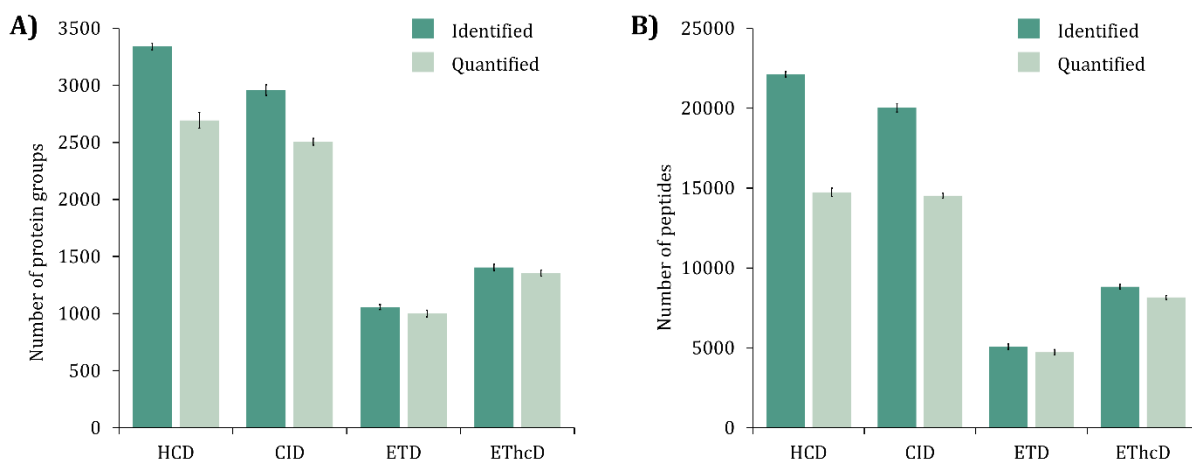 A)
Number of protein groups
3500
3000
2500
2000
1500
1000
500
0
Identified
Quantified
HCD CID ETD EThcD
B)
Number of peptides
25000
20000
15000
10000
5000
0
Identified
Quantified
HCD CID ETD EThcD